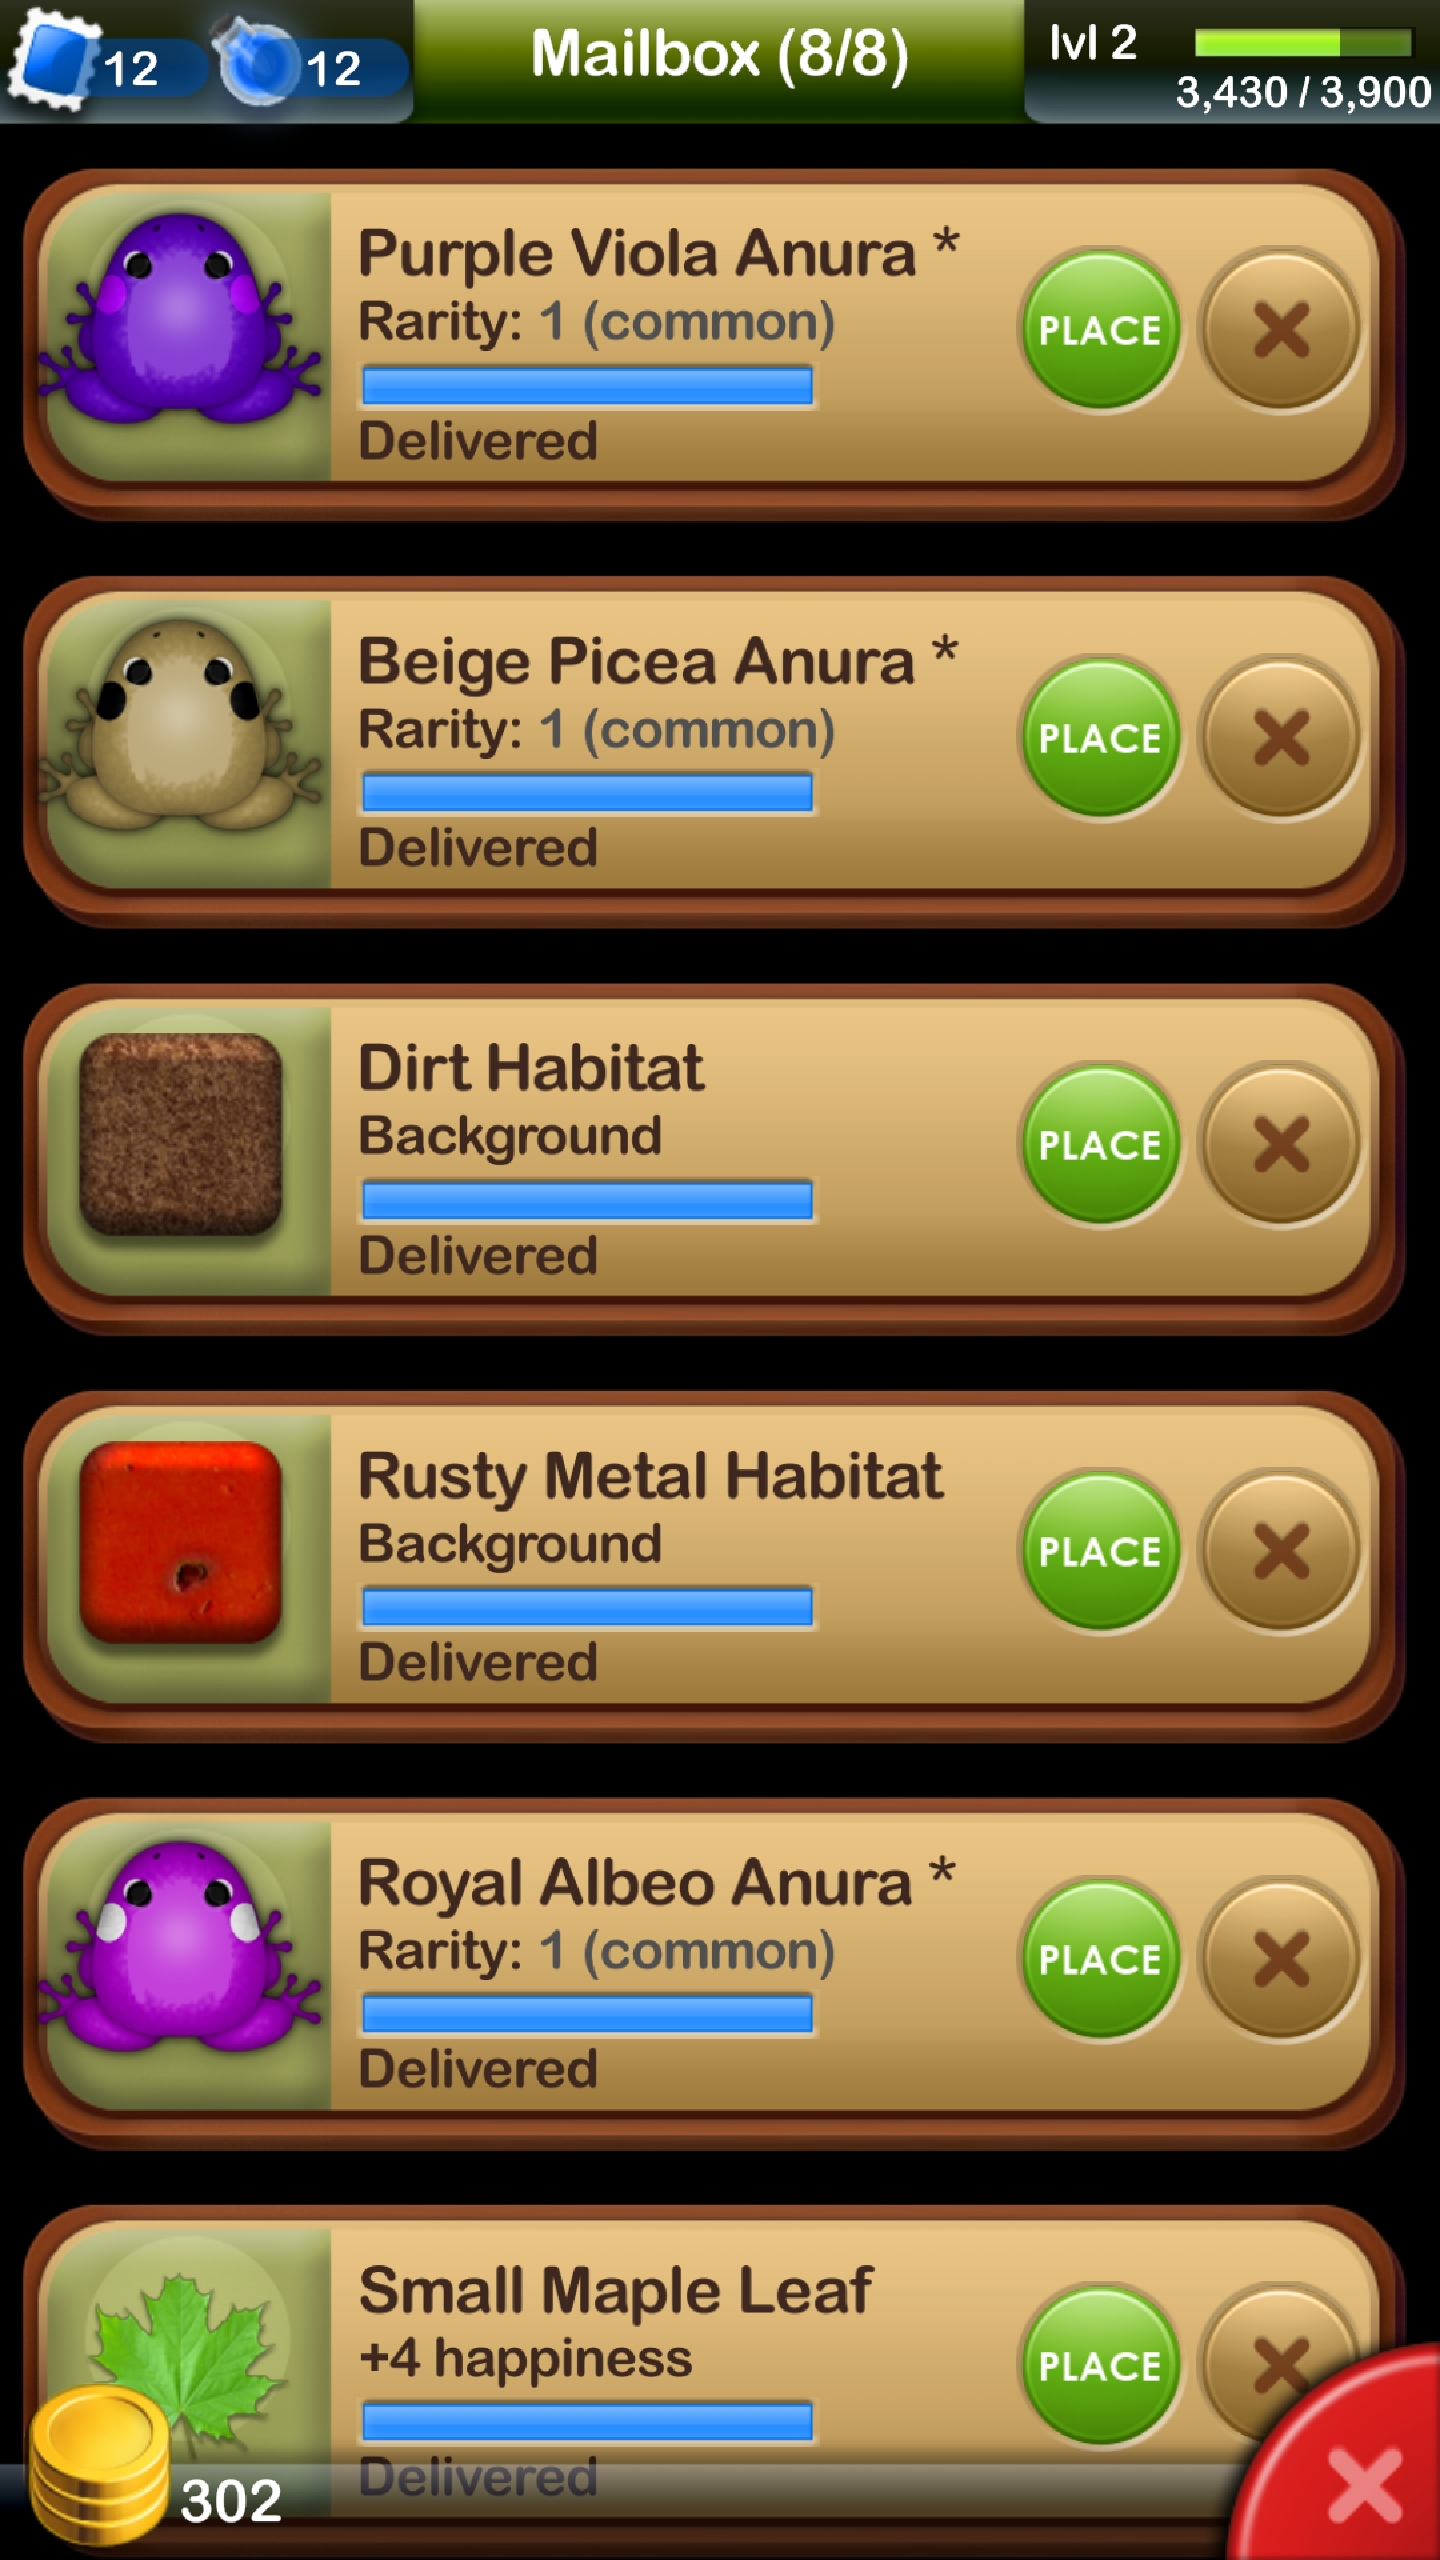 12
12
Mailbox (8/8)
lvl 2
3,430 / 3,900
Purple Viola Anura *
Rarity: 1 (common)
Delivered
PLACE
Beige Picea Anura *
Rarity: 1 (common)
Delivered
PLACE
Dirt Habitat
Background
Delivered
PLACE
Rusty Metal Habitat
Background
Delivered
PLACE
Royal Albeo Anura *
Rarity: 1 (common)
Delivered
PLACE
Small Maple Leaf
+4 happiness
Delivered
PLACE
302